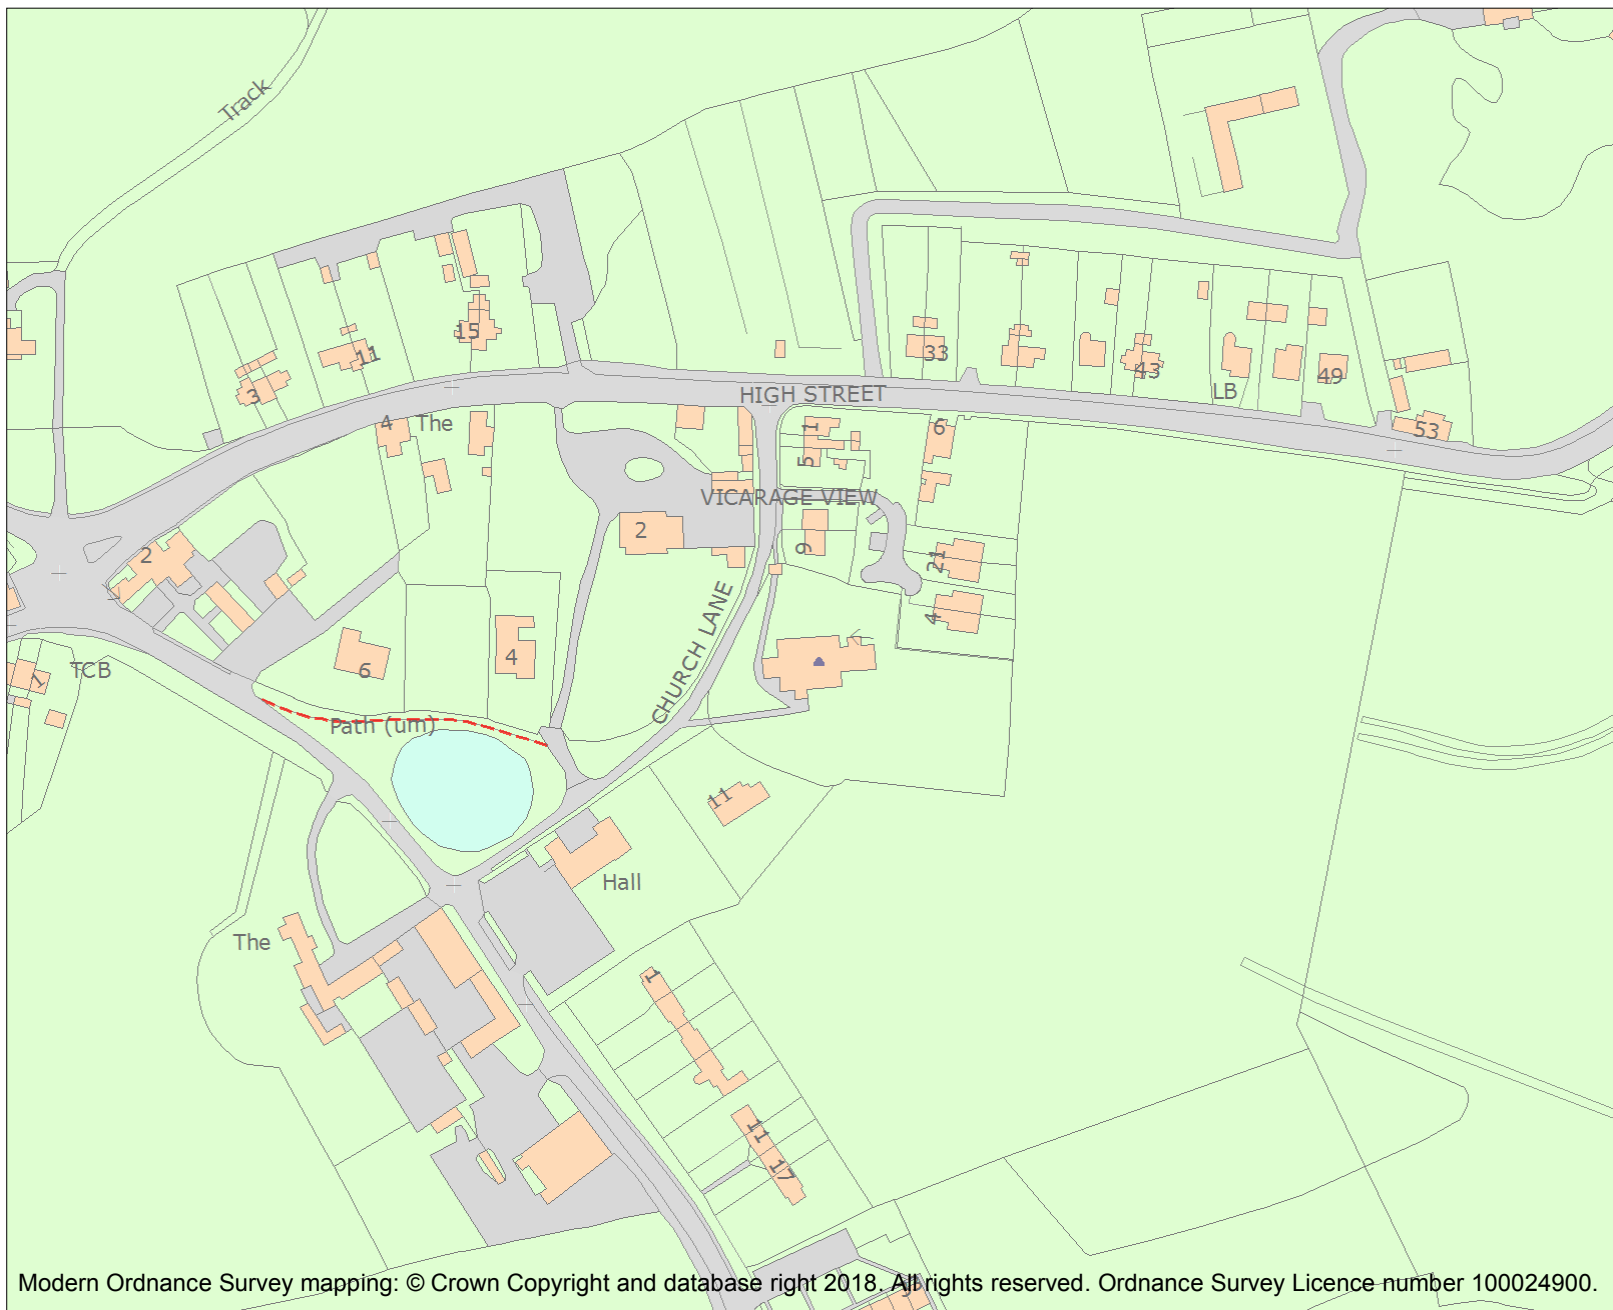 Track
15
11
3
33
43
49
LB
HIGH STREET
4
The
1
5
6
53
VICARAGE VIEW
2
2
9
21
4
CHURCH LANE
6
4
TCB
1
Path (um)
11
Hall
The
1
11
17
Modern Ordnance Survey mapping: © Crown Copyright and database right 2018. All rights reserved. Ordnance Survey Licence number 100024900.